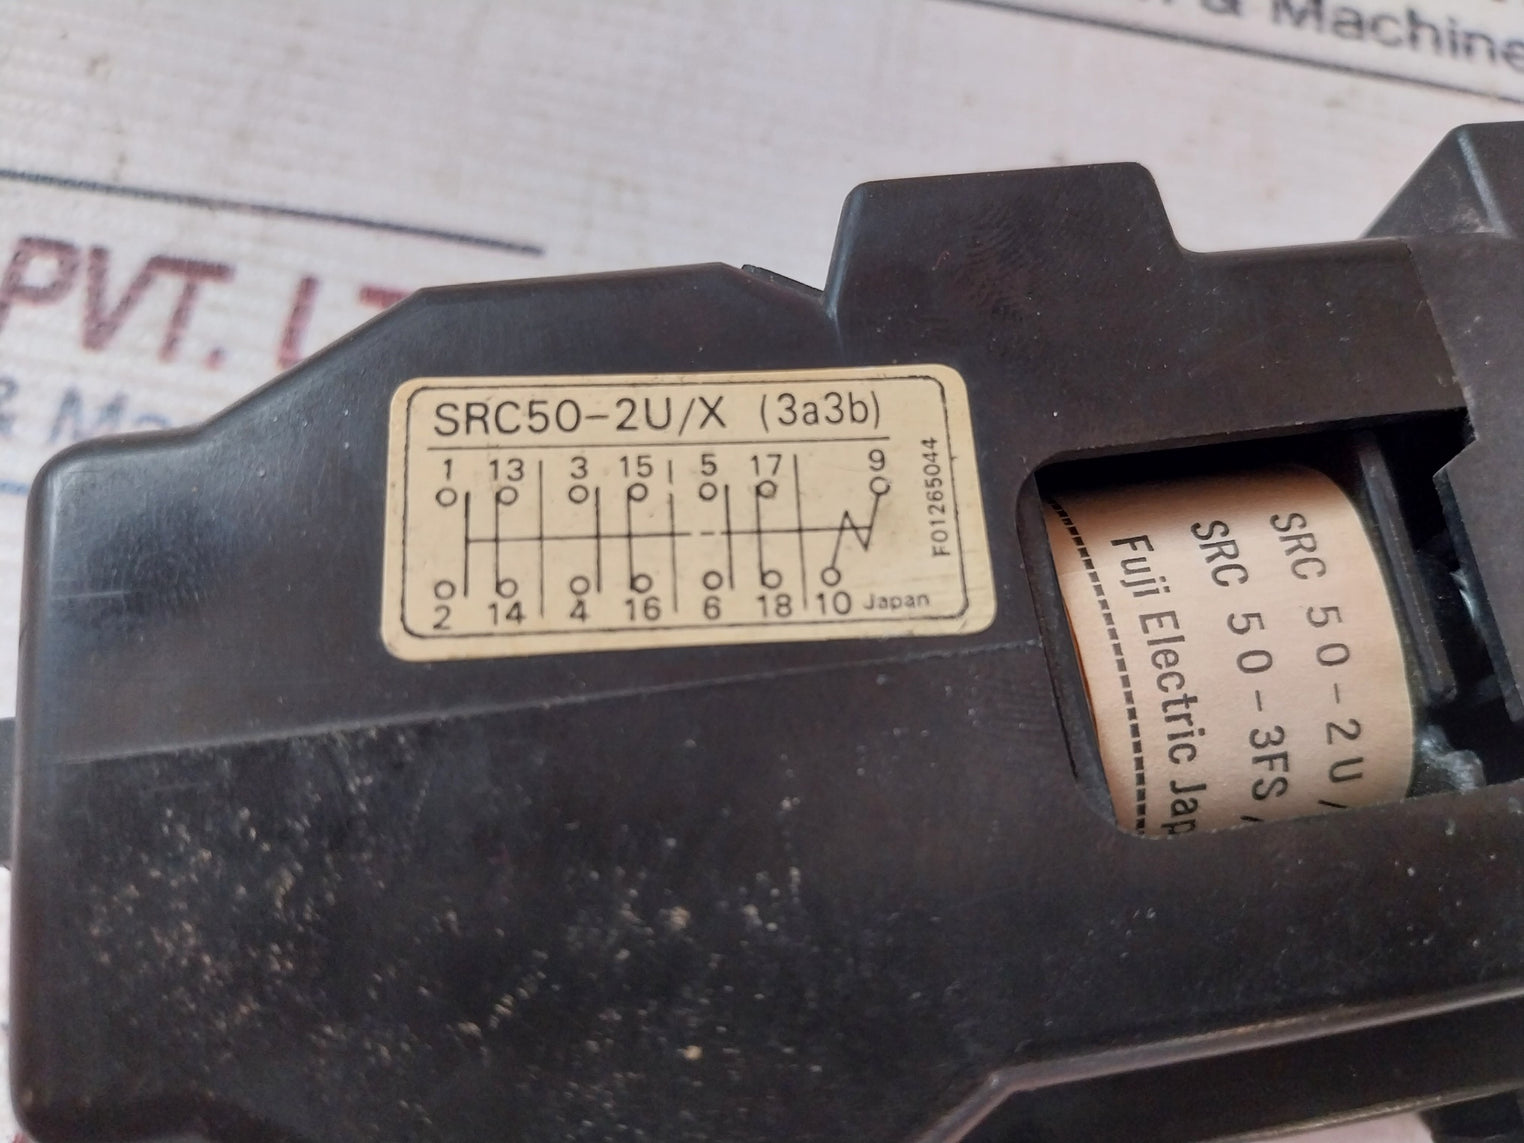 & Machine
PVT. LT
& Ma
SRC50-2U/X (3a3b)
1 13 3 15 5 17 9
2 14 4 16 6 18 10 Japan
F01265044
SRC 50-2U/
SRC 50-3FS/
Fuji Electric Jap